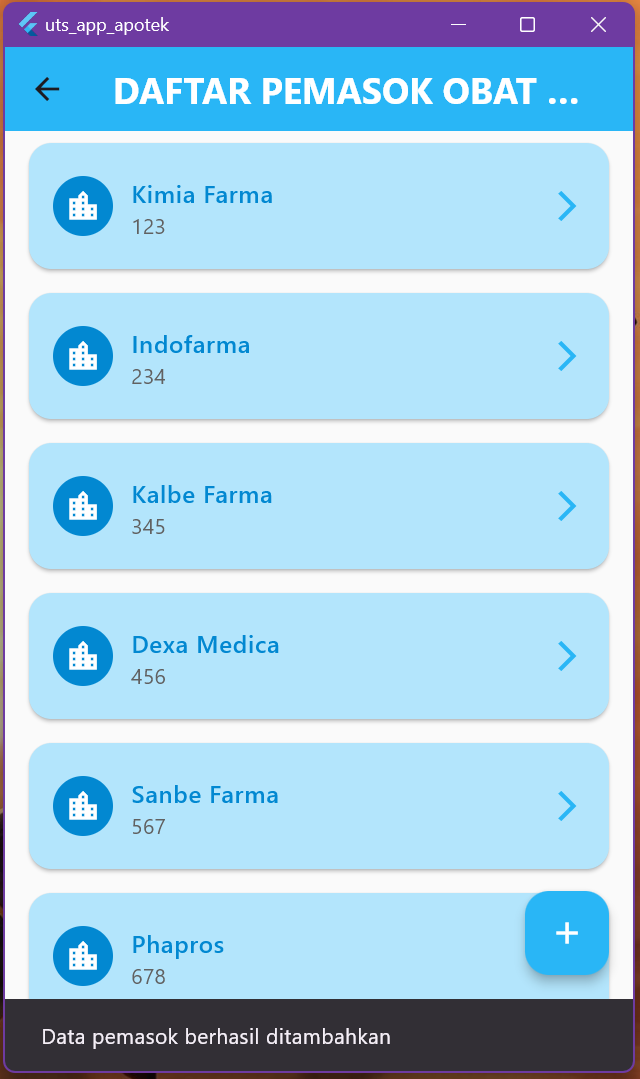 uts_app_apotek
DAFTAR PEMASOK OBAT ...
Kimia Farma
123
Indofarma
234
Kalbe Farma
345
Dexa Medica
456
Sanbe Farma
567
Phapros
678
Data pemasok berhasil ditambahkan